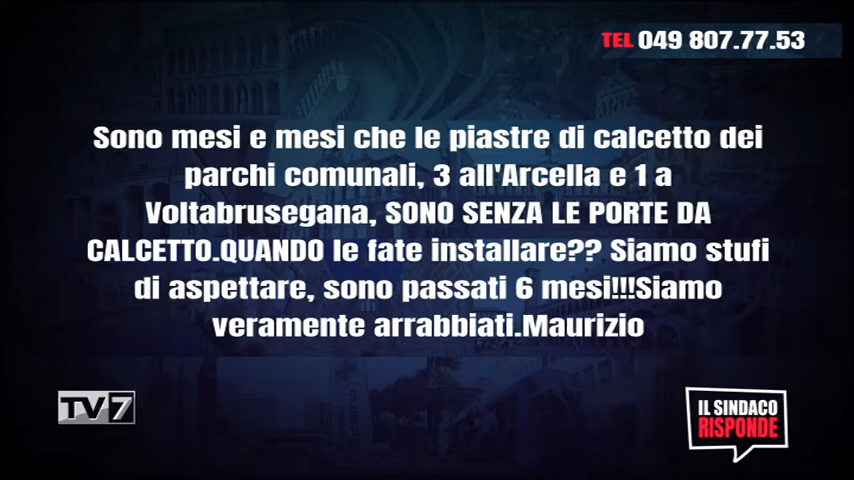 TEL 049 807.77.53
Sono mesi e mesi che le piastre di calcetto dei
parchi comunali, 3 all'Arcella e 1 a
Voltabrusegana, SONO SENZA LE PORTE DA
CALCETTO.QUANDO le fate installare?? Siamo stufi
di aspettare, sono passati 6 mesi!!!Siamo
veramente arrabbiati.Maurizio
TV7
IL SINDACO
RISPONDE